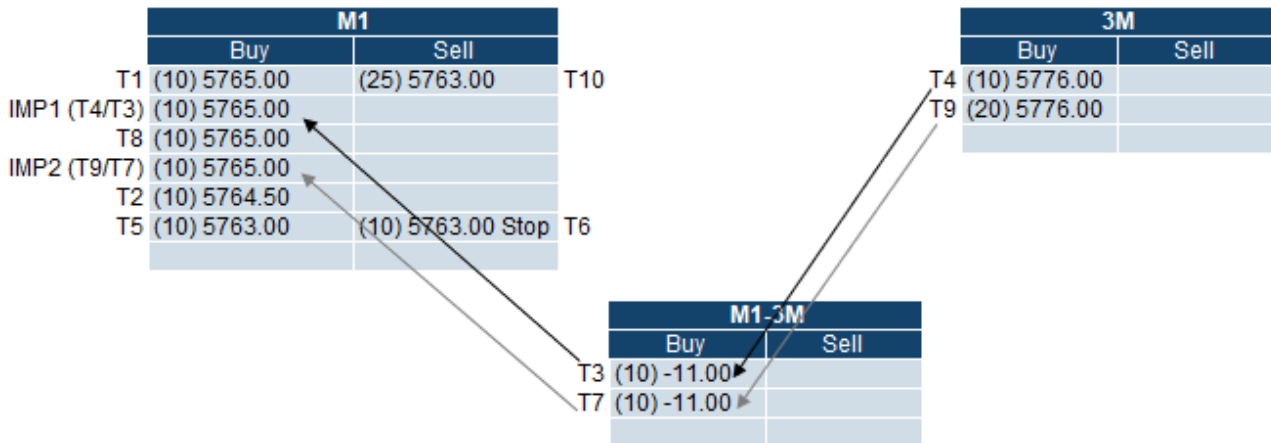 M1 3M
Buy Sell Buy Sell
T1 (10) 5765.00 (25) 5763.00 T10 T4 (10) 5776.00
IMP1 (T4/T3) (10) 5765.00 T9 (20) 5776.00
T8 (10) 5765.00
IMP2 (T9/T7) (10) 5765.00
T2 (10) 5764.50
T5 (10) 5763.00 (10) 5763.00 Stop T6
M1-3M
Buy Sell
T3 (10) -11.00
T7 (10) -11.00